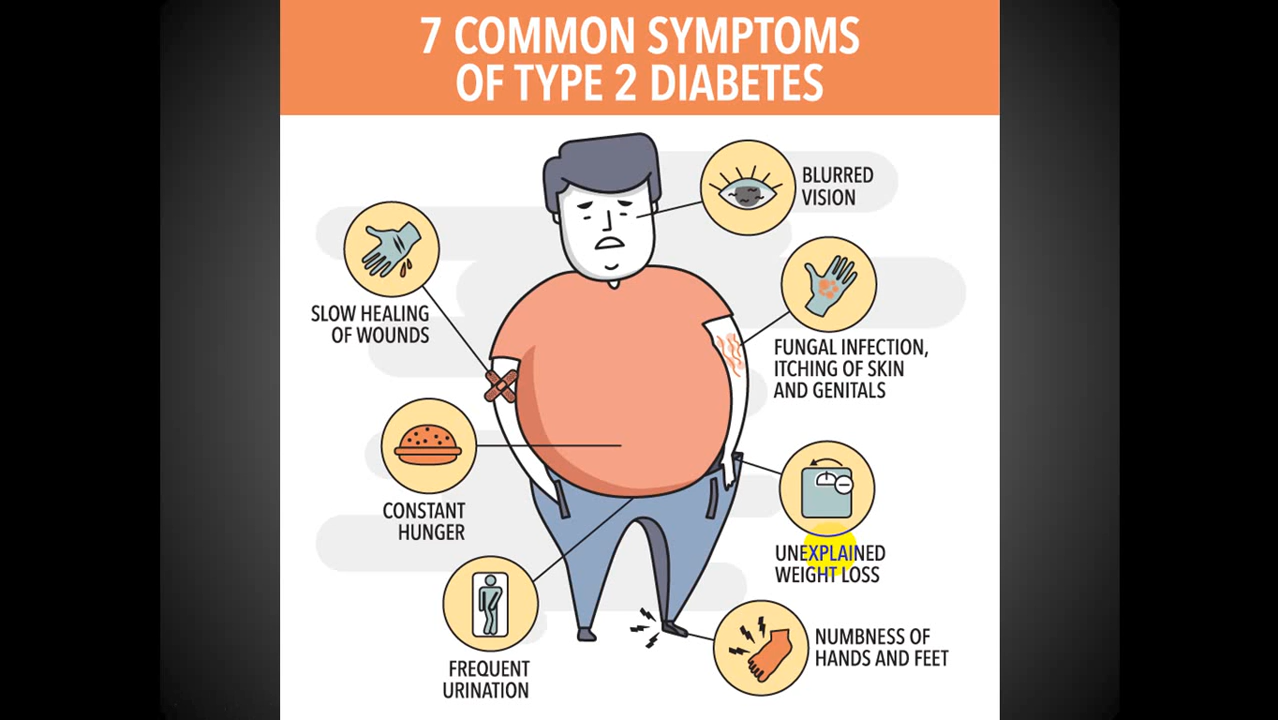 7 COMMON SYMPTOMS
OF TYPE 2 DIABETES
BLURRED
VISION
SLOW HEALING
OF WOUNDS
FUNGAL INFECTION,
ITCHING OF SKIN
AND GENITALS
CONSTANT
HUNGER
UNEXPLAINED
WEIGHT LOSS
FREQUENT
URINATION
NUMBNESS OF
HANDS AND FEET